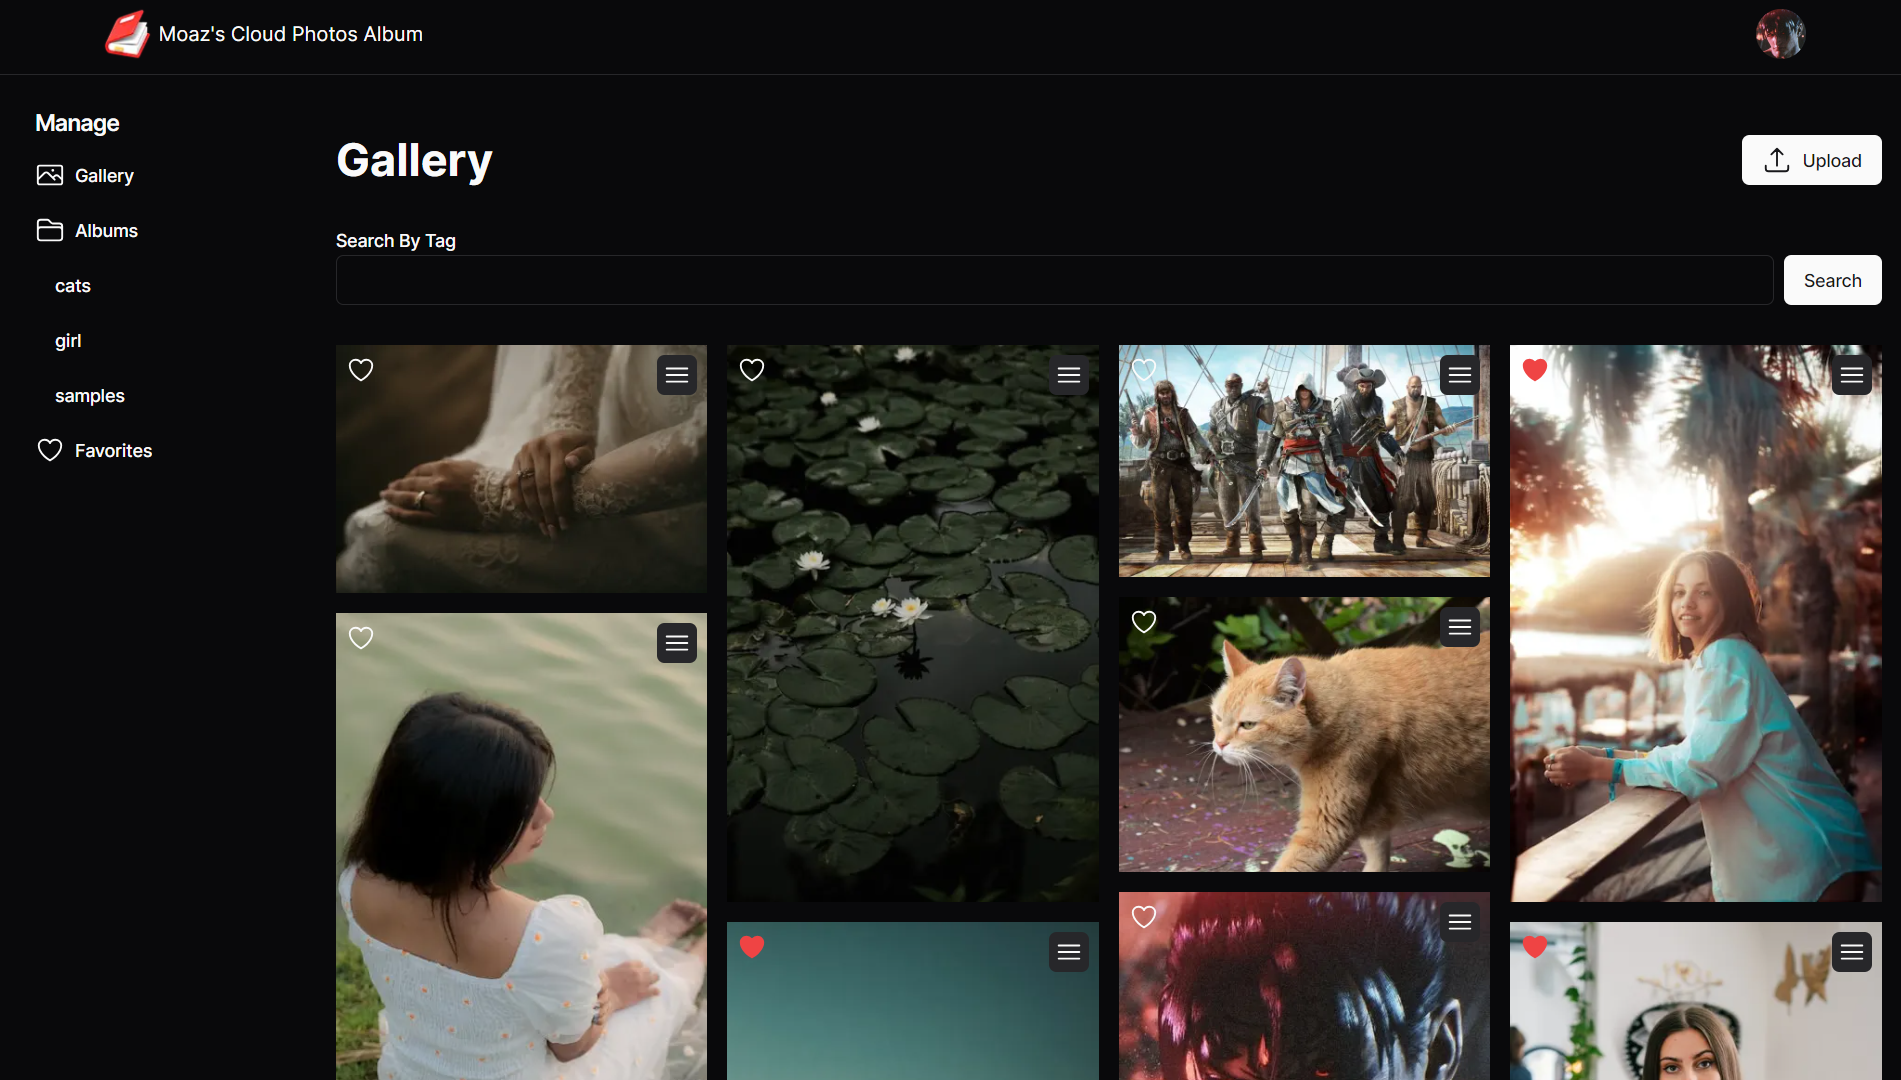 Moaz's Cloud Photos Album
Manage
Gallery
Albums
cats
girl
samples
Favorites
Gallery
Upload
Search By Tag
Search